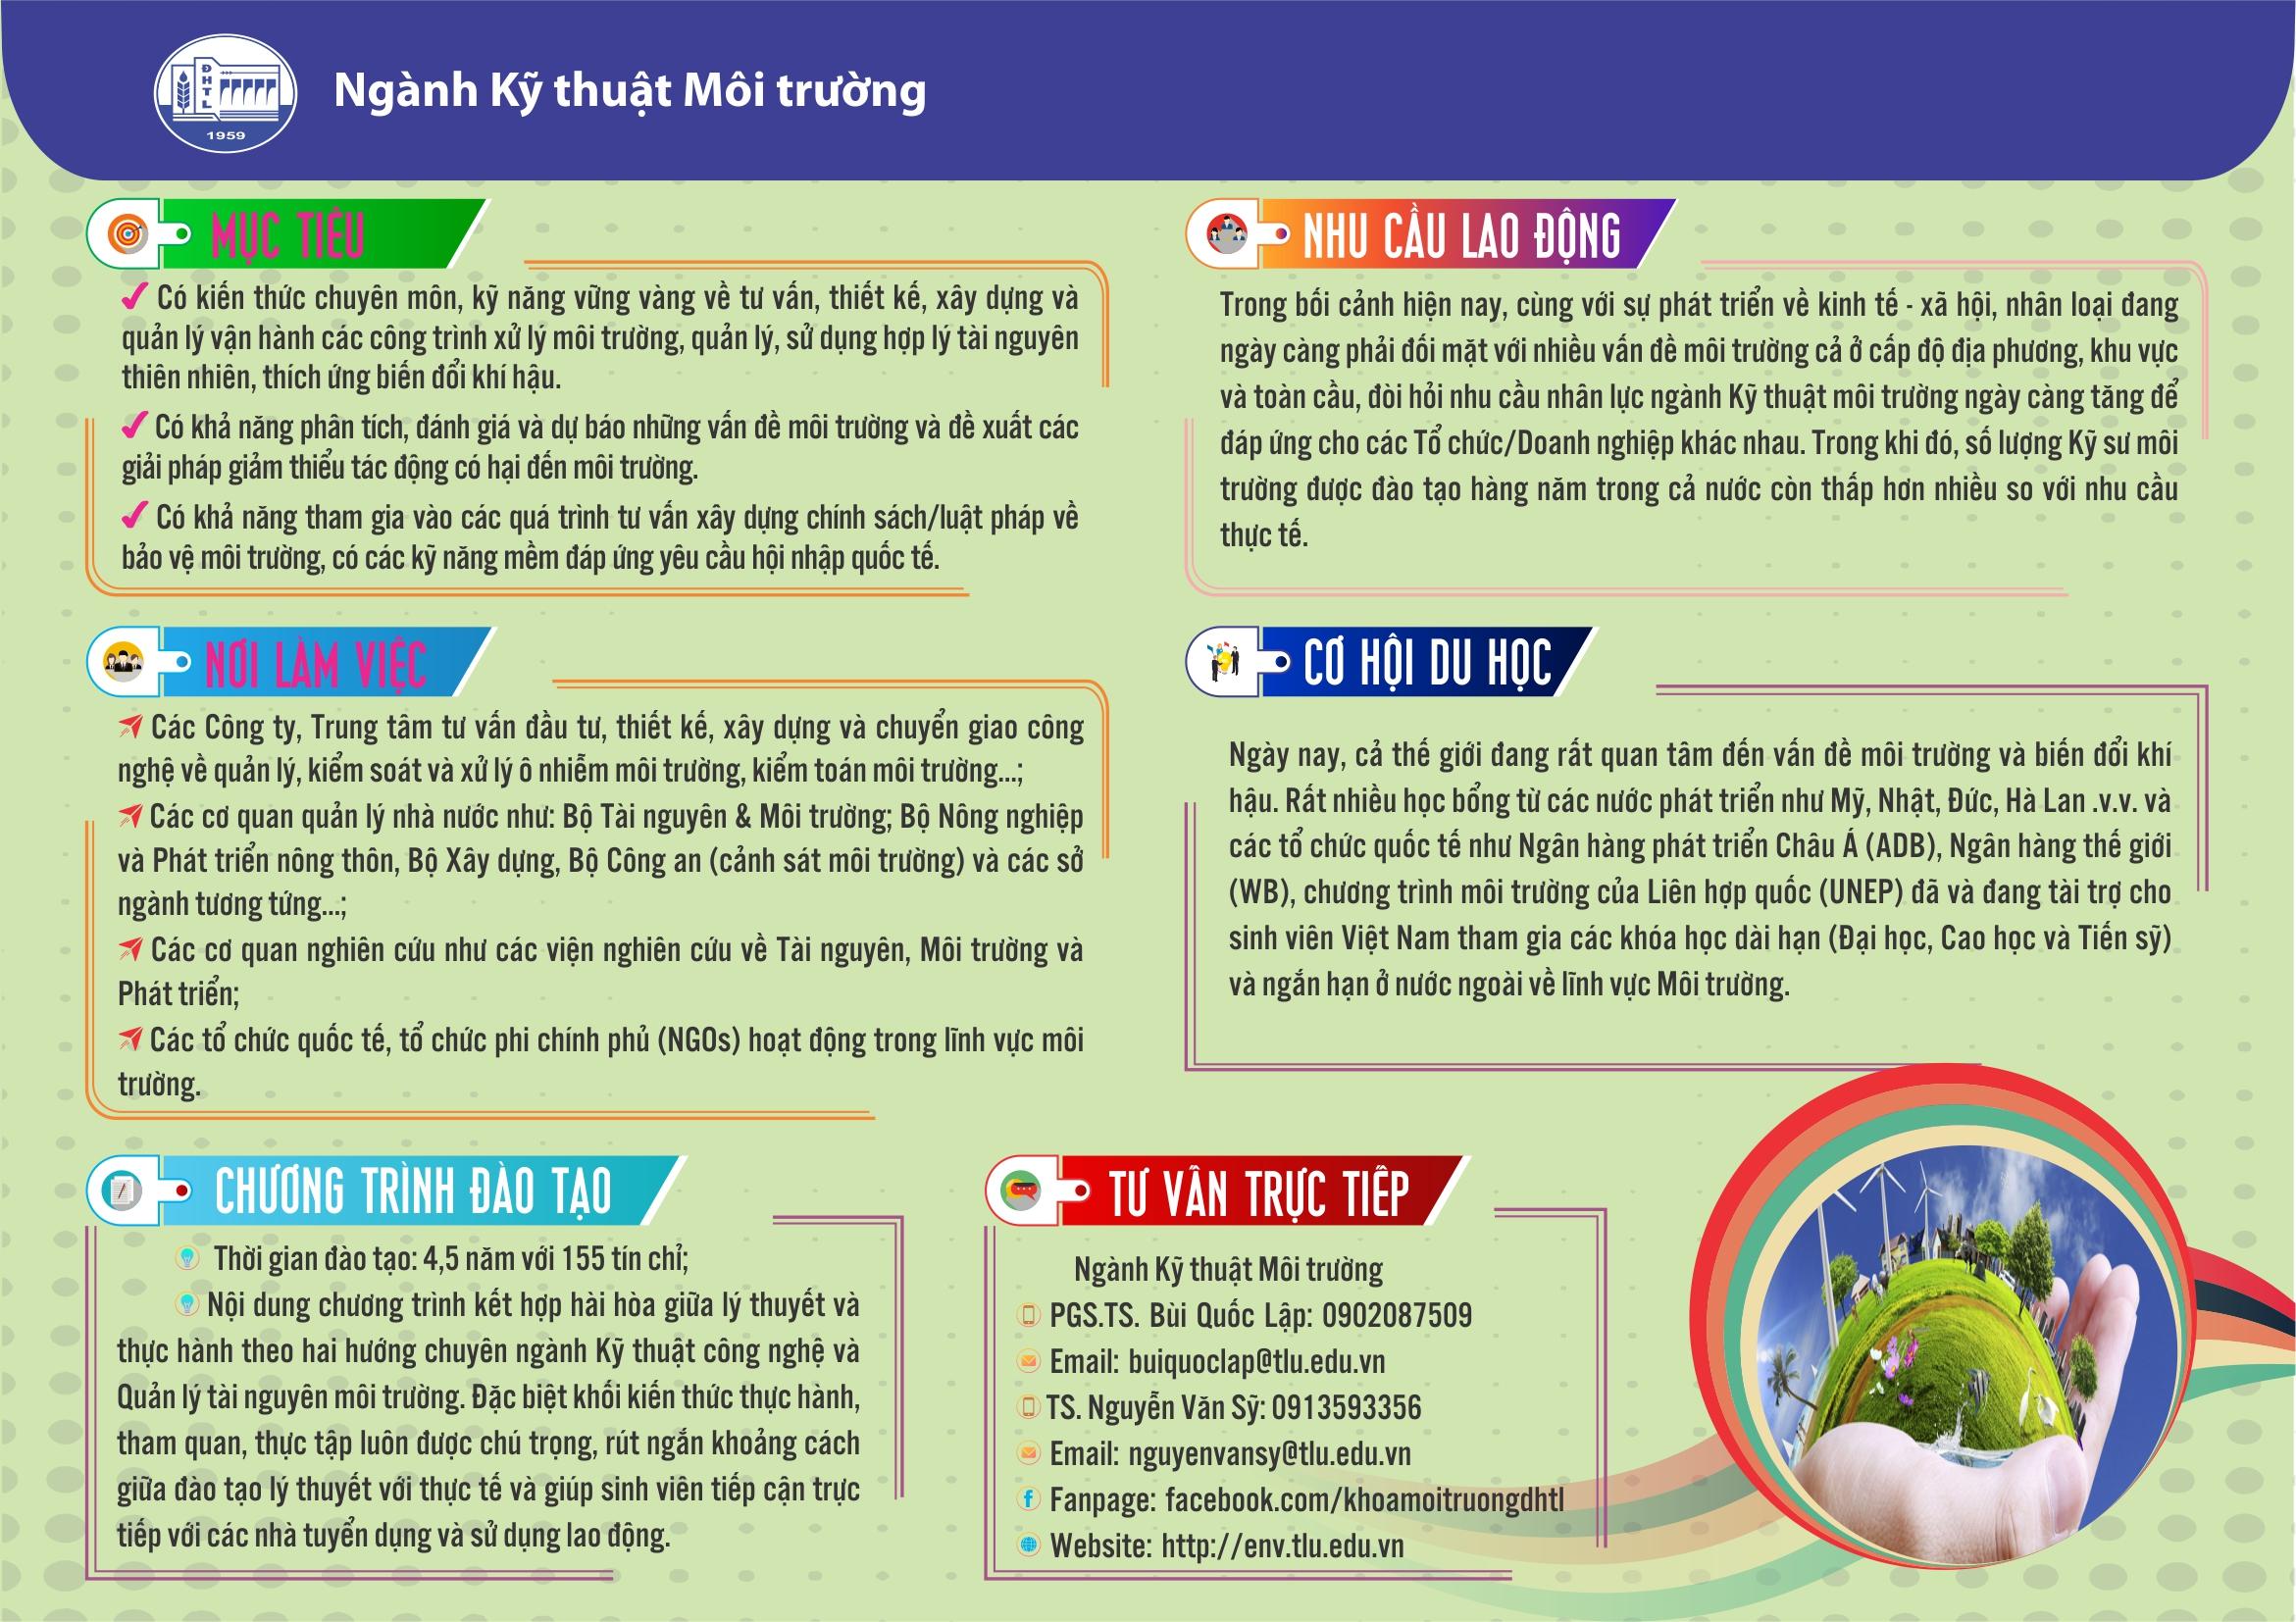 ĐHTL
1959
Ngành Kỹ thuật Môi trường
MỤC TIÊU
Có kiến thức chuyên môn, kỹ năng vững vàng về tư vấn, thiết kế, xây dựng và
quản lý vận hành các công trình xử lý môi trường, quản lý, sử dụng hợp lý tài nguyên
thiên nhiên, thích ứng biến đổi khí hậu.
Có khả năng phân tích, đánh giá và dự báo những vấn đề môi trường và đề xuất các
giải pháp giảm thiểu tác động có hại đến môi trường.
Có khả năng tham gia vào các quá trình tư vấn xây dựng chính sách/luật pháp về
bảo vệ môi trường, có các kỹ năng mềm đáp ứng yêu cầu hội nhập quốc tế.
NHU CẦU LAO ĐỘNG
Trong bối cảnh hiện nay, cùng với sự phát triển về kinh tế - xã hội, nhân loại đang
ngày càng phải đối mặt với nhiều vấn đề môi trường cả ở cấp độ địa phương, khu vực
và toàn cầu, đòi hỏi nhu cầu nhân lực ngành Kỹ thuật môi trường ngày càng tăng để
đáp ứng cho các Tổ chức/Doanh nghiệp khác nhau. Trong khi đó, số lượng Kỹ sư môi
trường được đào tạo hàng năm trong cả nước còn thấp hơn nhiều so với nhu cầu
thực tế.
NƠI LÀM VIỆC
Các Công ty, Trung tâm tư vấn đầu tư, thiết kế, xây dựng và chuyển giao công
nghệ về quản lý, kiểm soát và xử lý ô nhiễm môi trường, kiểm toán môi trường...;
Các cơ quan quản lý nhà nước như: Bộ Tài nguyên & Môi trường; Bộ Nông nghiệp
và Phát triển nông thôn, Bộ Xây dựng, Bộ Công an (cảnh sát môi trường) và các sở
ngành tương tứng...;
Các cơ quan nghiên cứu như các viện nghiên cứu về Tài nguyên, Môi trường và
Phát triển;
Các tổ chức quốc tế, tổ chức phi chính phủ (NGOs) hoạt động trong lĩnh vực môi
trường.
CƠ HỘI DU HỌC
Ngày nay, cả thế giới đang rất quan tâm đến vấn đề môi trường và biến đổi khí
hậu. Rất nhiều học bổng từ các nước phát triển như Mỹ, Nhật, Đức, Hà Lan .v.v. và
các tổ chức quốc tế như Ngân hàng phát triển Châu Á (ADB), Ngân hàng thế giới
(WB), chương trình môi trường của Liên hợp quốc (UNEP) đã và đang tài trợ cho
sinh viên Việt Nam tham gia các khóa học dài hạn (Đại học, Cao học và Tiến sỹ)
và ngắn hạn ở nước ngoài về lĩnh vực Môi trường.
CHƯƠNG TRÌNH ĐÀO TẠO
Thời gian đào tạo: 4,5 năm với 155 tín chỉ;
Nội dung chương trình kết hợp hài hòa giữa lý thuyết và
thực hành theo hai hướng chuyên ngành Kỹ thuật công nghệ và
Quản lý tài nguyên môi trường. Đặc biệt khối kiến thức thực hành,
tham quan, thực tập luôn được chú trọng, rút ngắn khoảng cách
giữa đào tạo lý thuyết với thực tế và giúp sinh viên tiếp cận trực
tiếp với các nhà tuyển dụng và sử dụng lao động.
TƯ VẤN TRỰC TIẾP
Ngành Kỹ thuật Môi trường
PGS.TS. Bùi Quốc Lập: 0902087509
Email: buiquoclap@tlu.edu.vn
TS. Nguyễn Văn Sỹ: 0913593356
Email: nguyenvansy@tlu.edu.vn
Fanpage: facebook.com/khoamoitruongdhtl
Website: http://env.tlu.edu.vn